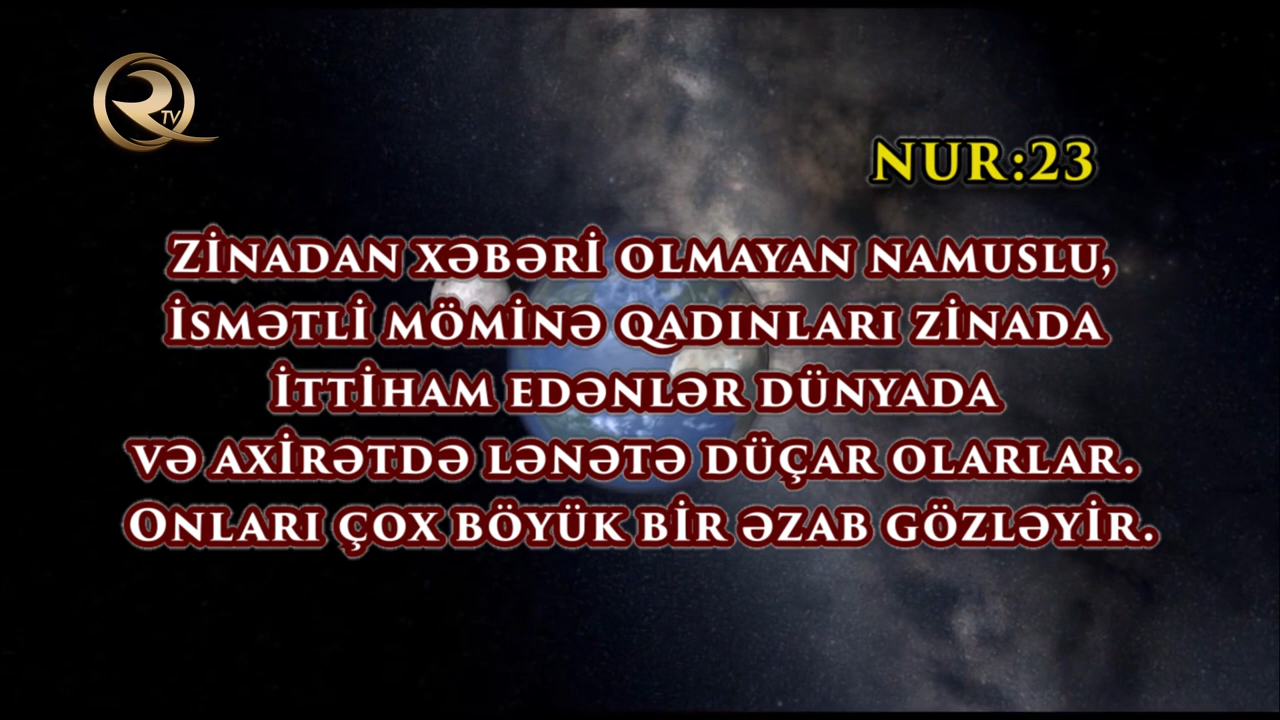 R TV
NUR:23
Zİnadan xəbərİ olmayan namuslu,
İsmətlİ mömİnə qadınları zİnada
İttİham edənlər dünyada
və axİrətdə lənətə düçar olarlar.
Onları çox böyük bİr əzab gözləyİr.